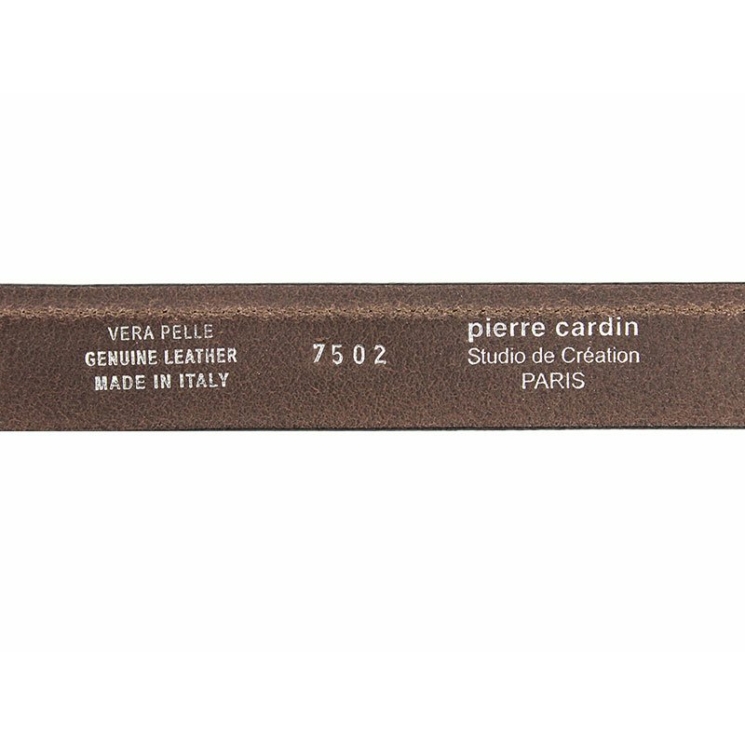 VERA PELLE
GENUINE LEATHER
MADE IN ITALY
7502
pierre cardin
Studio de Création
PARIS